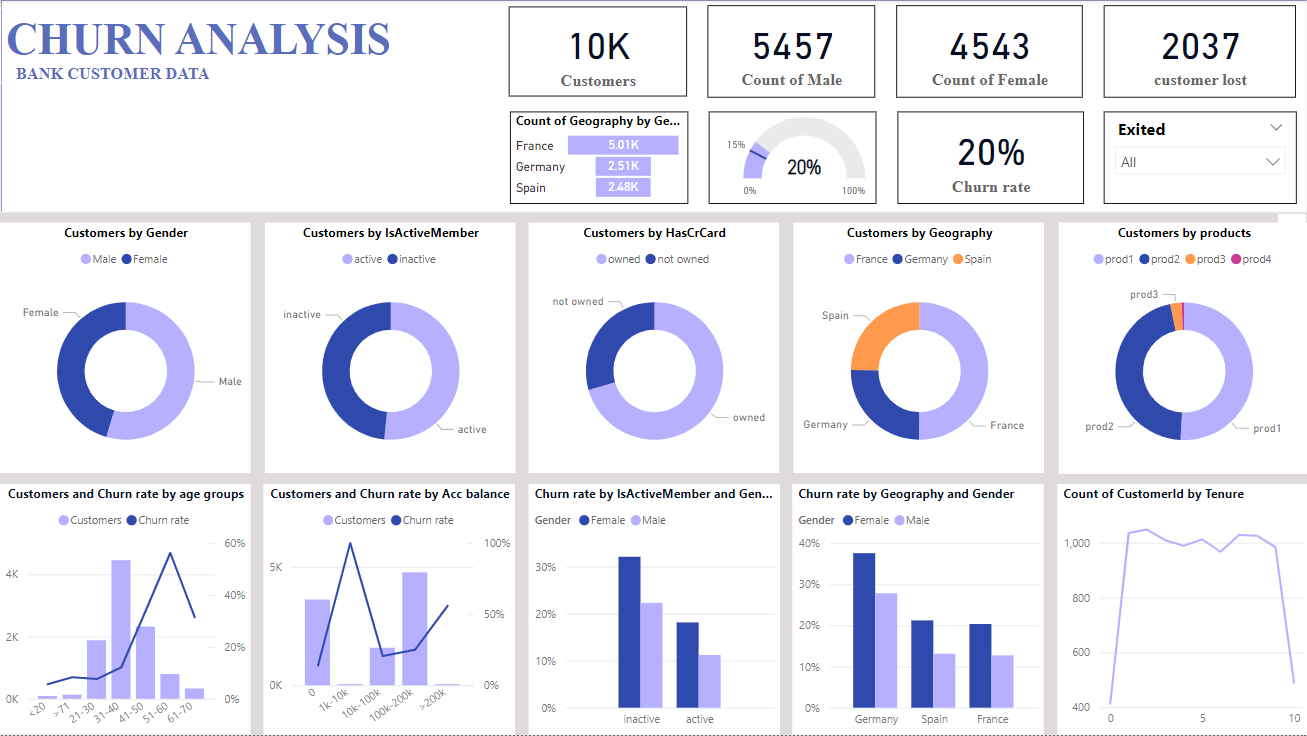 CHURN ANALYSIS
BANK CUSTOMER DATA
10K
Customers
5457
Count of Male
4543
Count of Female
2037
customer lost
Count of Geography by Ge...
France 5.01K
Germany 2.51K
Spain 2.48K
15%
20%
0% 100%
20%
Churn rate
Exited
All
Customers by Gender
Male Female
Female
Male
Customers by IsActiveMember
active inactive
inactive
active
Customers by HasCrCard
owned not owned
not owned
owned
Customers by Geography
France Germany Spain
Spain
Germany
France
Customers by products
prod1 prod2 prod3 prod4
prod3
prod2
prod1
Customers and Churn rate by age groups
Customers Churn rate
60%
4K
40%
2K
20%
0K
0%
<20 >71 21-30 31-40 41-50 51-60 61-70
Customers and Churn rate by Acc balance
Customers Churn rate
100%
5K
50%
0K
0%
0 1k-10k 10k-100k 100k-200k >200k
Churn rate by IsActiveMember and Gen...
Gender Female Male
30%
20%
10%
0%
inactive active
Churn rate by Geography and Gender
Gender Female Male
40%
30%
20%
10%
0%
Germany Spain France
Count of CustomerId by Tenure
1,000
800
600
400
0 5 10